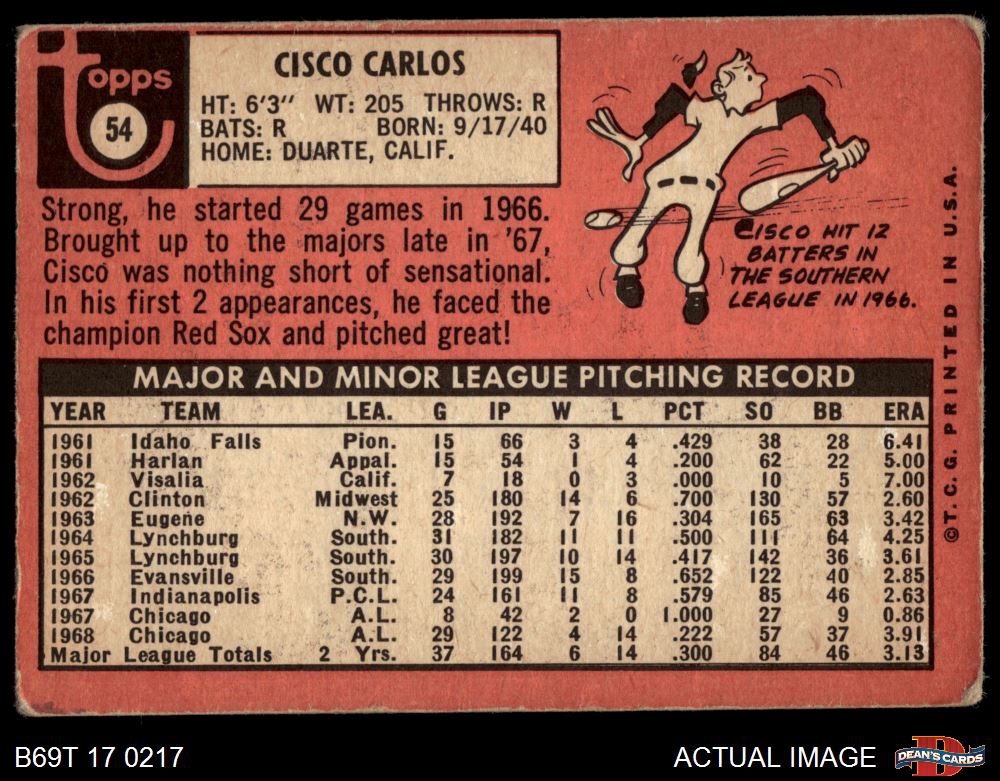 topps
54
CISCO CARLOS
HT: 6'3" WT: 205 THROWS: R
BATS: R BORN: 9/17/40
HOME: DUARTE, CALIF.
Strong, he started 29 games in 1966.
Brought up to the majors late in '67,
Cisco was nothing short of sensational.
In his first 2 appearances, he faced the
champion Red Sox and pitched great!
CISCO HIT 12
BATTERS IN
THE SOUTHERN
LEAGUE IN 1966.
©T.C.G. PRINTED IN U.S.A.
MAJOR AND MINOR LEAGUE PITCHING RECORD
YEAR TEAM LEA. G IP W L PCT SO BB ERA
1961 Idaho Falls Pion. 15 66 3 4 .429 38 28 6.41
1961 Harlan Appal. 15 54 1 4 .200 62 22 5.00
1962 Visalia Calif. 7 18 0 3 .000 10 5 7.00
1962 Clinton Midwest 25 180 14 6 .700 130 57 2.60
1963 Eugene N.W. 28 192 7 16 .304 165 63 3.42
1964 Lynchburg South. 31 182 11 11 .500 111 64 4.25
1965 Lynchburg South. 30 197 10 14 .417 142 36 3.61
1966 Evansville South. 29 199 15 8 .652 122 40 2.85
1967 Indianapolis P.C.L. 24 161 11 8 .579 85 46 2.63
1967 Chicago A.L. 8 42 2 0 1.000 27 9 0.86
1968 Chicago A.L. 29 122 4 14 .222 57 37 3.91
Major League Totals 2 Yrs. 37 164 6 14 .300 84 46 3.13
B69T 17 0217
ACTUAL IMAGE
D
DEAN'S CARDS